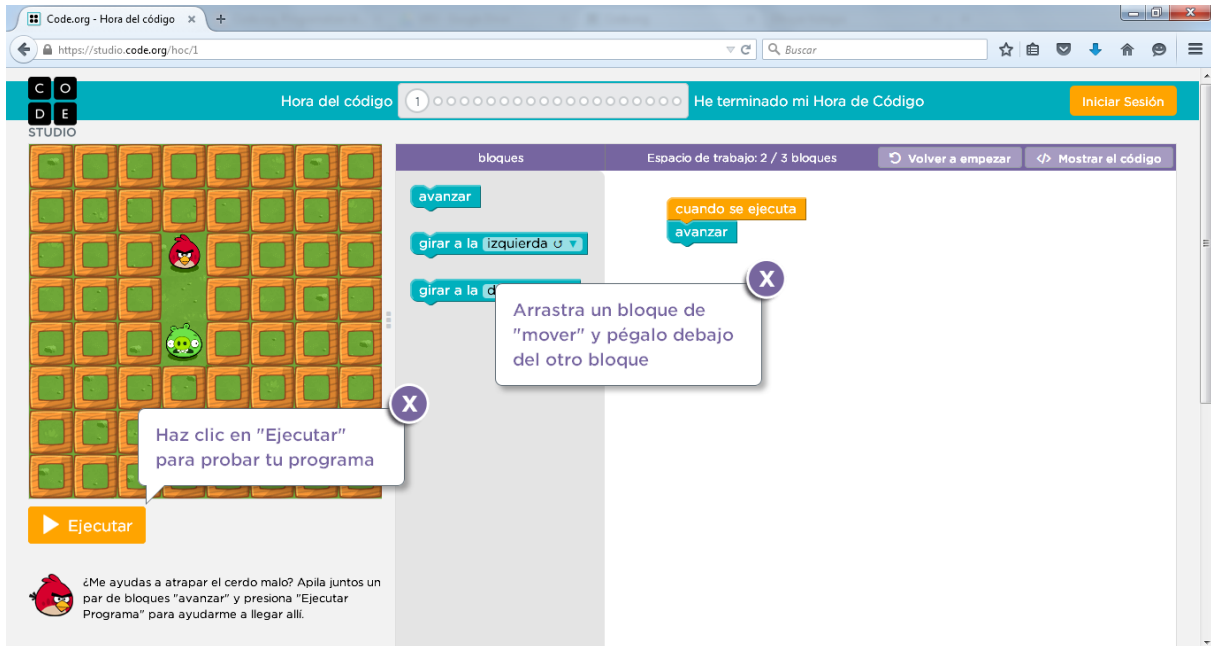 Code.org - Hora del código
https://studio.code.org/hoc/1
Buscar
C O
D E
STUDIO
Hora del código
1
He terminado mi Hora de Código
Iniciar Sesión
bloques
Espacio de trabajo: 2 / 3 bloques
Volver a empezar
</> Mostrar el código
avanzar
girar a la izquierda
girar a la d
cuando se ejecuta
avanzar
Arrastra un bloque de
"mover" y pégalo debajo
del otro bloque
X
Haz clic en "Ejecutar"
para probar tu programa
X
Ejecutar
¿Me ayudas a atrapar el cerdo malo? Apila juntos un
par de bloques "avanzar" y presiona "Ejecutar
Programa" para ayudarme a llegar allí.